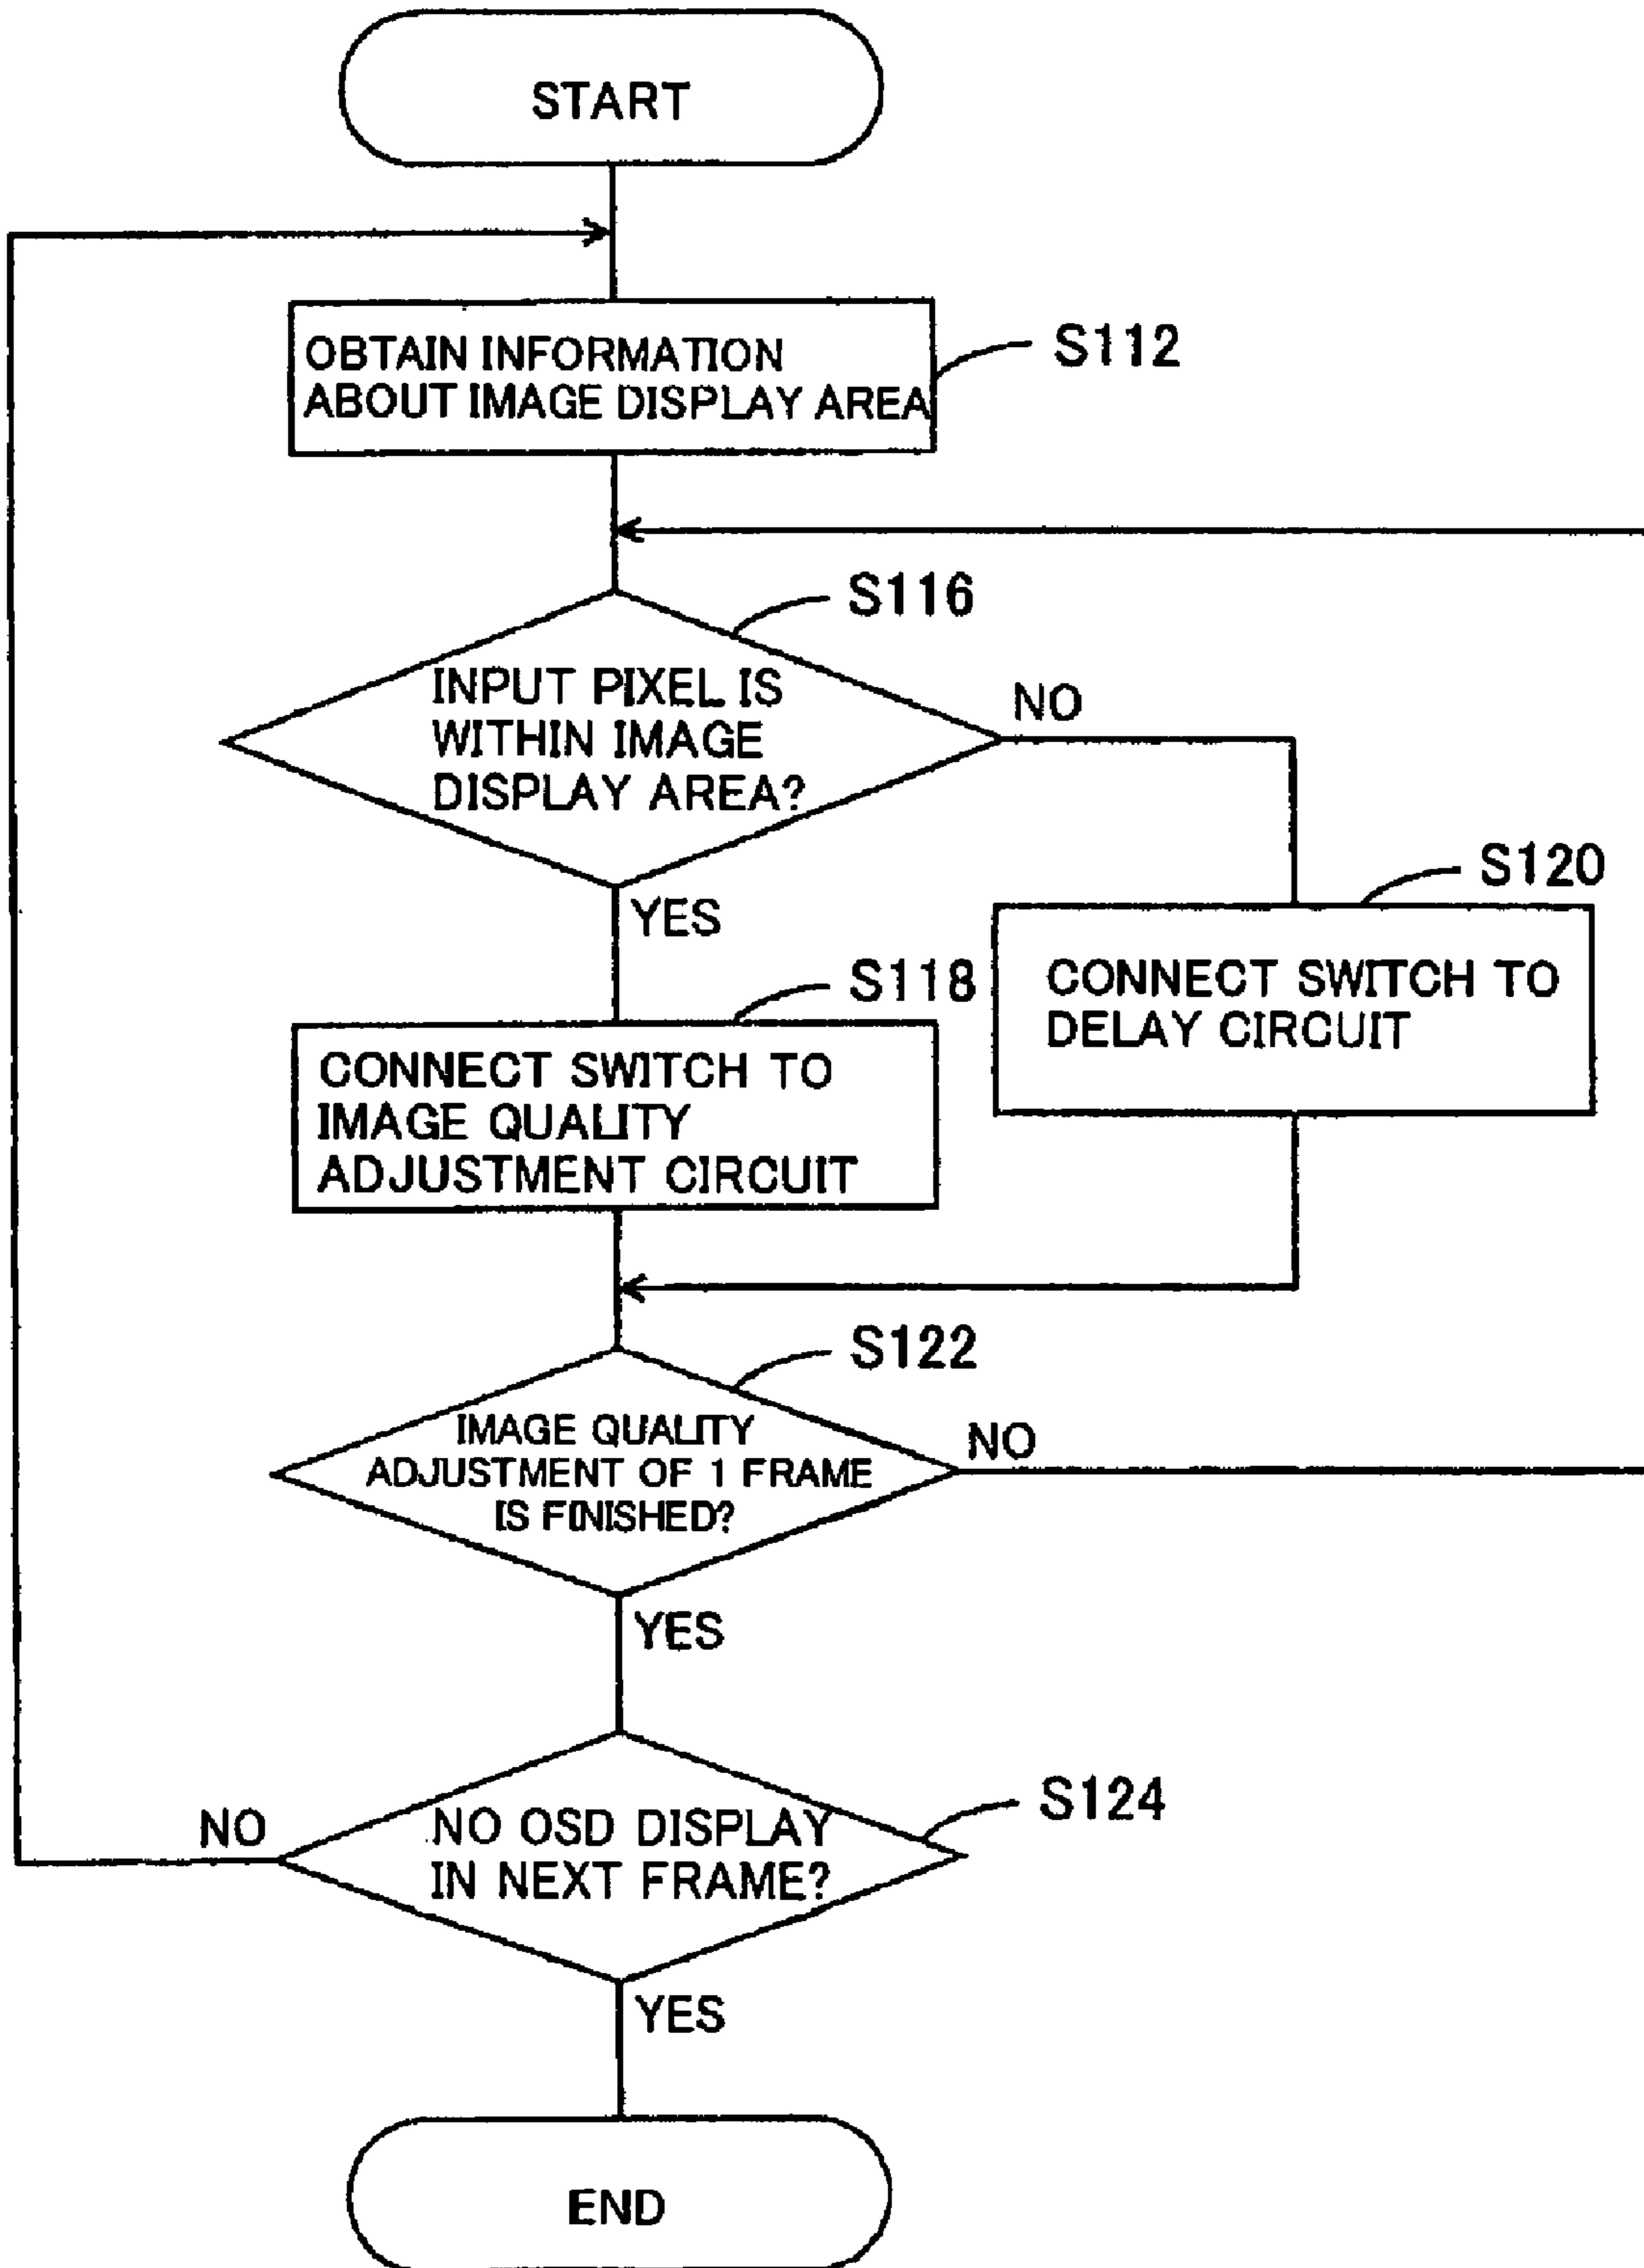 START
OBTAIN INFORMATION
ABOUT IMAGE DISPLAY AREA
S112
S116
INPUT PIXEL IS
WITHIN IMAGE
DISPLAY AREA?
NO
YES
S120
CONNECT SWITCH TO
DELAY CIRCUIT
S118
CONNECT SWITCH TO
IMAGE QUALITY
ADJUSTMENT CIRCUIT
S122
IMAGE QUALITY
ADJUSTMENT OF 1 FRAME
IS FINISHED?
NO
YES
S124
NO OSD DISPLAY
IN NEXT FRAME?
NO
YES
END